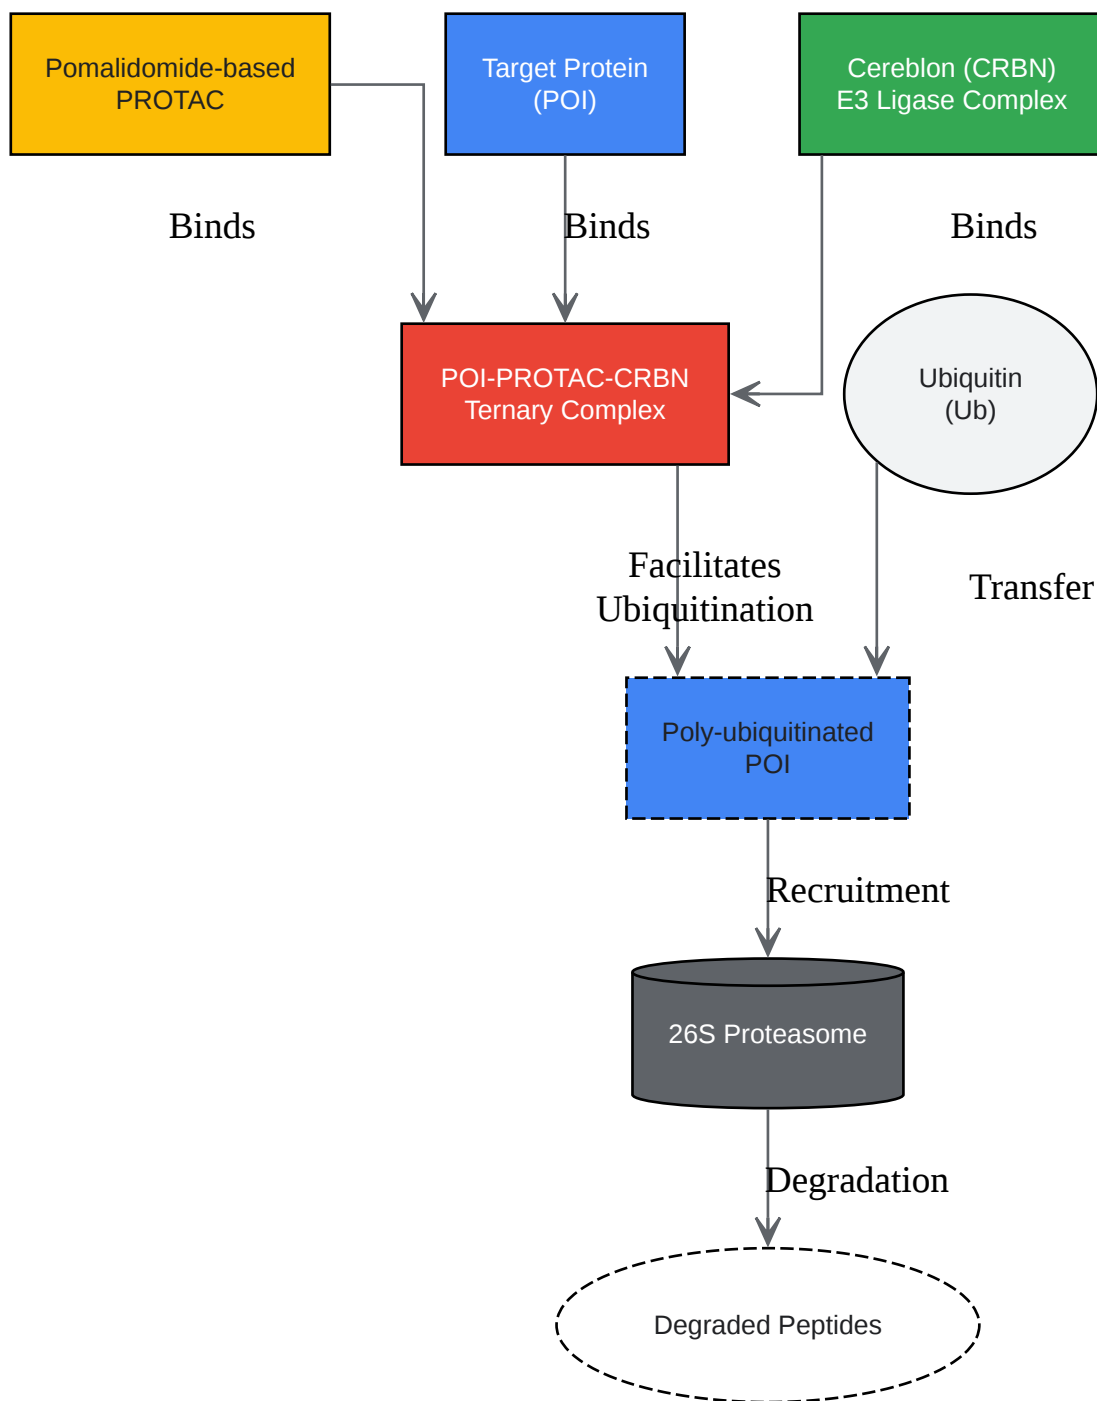 Pomalidomide-based
PROTAC
Target Protein
(POI)
Cereblon (CRBN)
E3 Ligase Complex
Binds
Binds
Binds
POI-PROTAC-CRBN
Ternary Complex
Ubiquitin
(Ub)
Facilitates
Ubiquitination
Transfer
Poly-ubiquitinated
POI
Recruitment
26S Proteasome
Degradation
Degraded Peptides